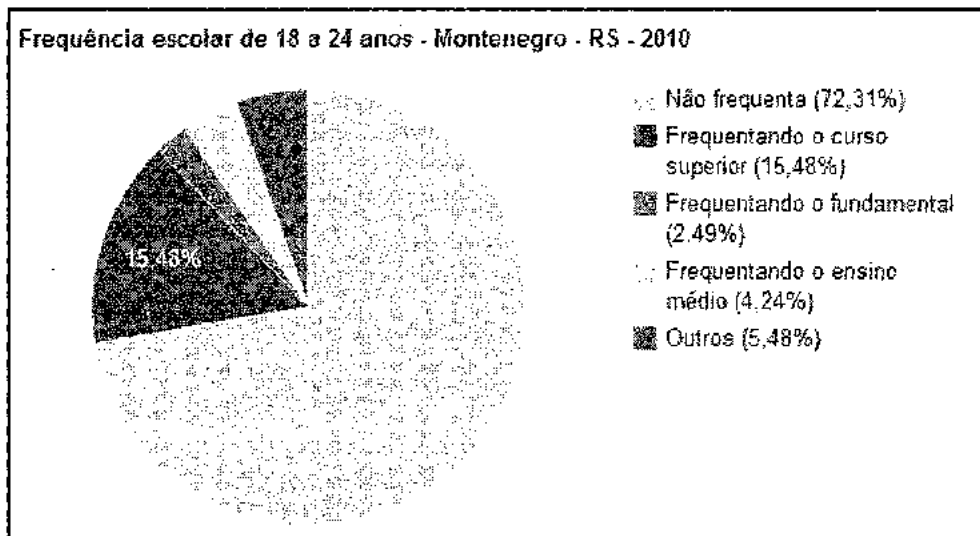 Frequência escolar de 18 a 24 anos - Montenegro - RS - 2010
15,48%
Não frequenta (72,31%)
Frequentando o curso
superior (15,48%)
Frequentando o fundamental
(2.49%)
Frequentando o ensino
médio (4,24%)
Outros (5,48%)